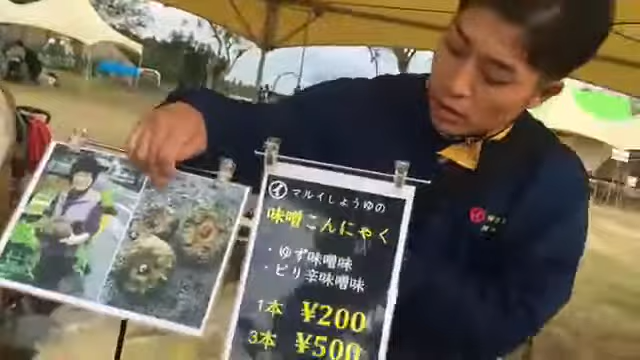 イ マルイしょうゆの
味噌こんにゃく
・ゆず味噌味
・ピリ辛味噌味
1本 ¥200
3本 ¥500